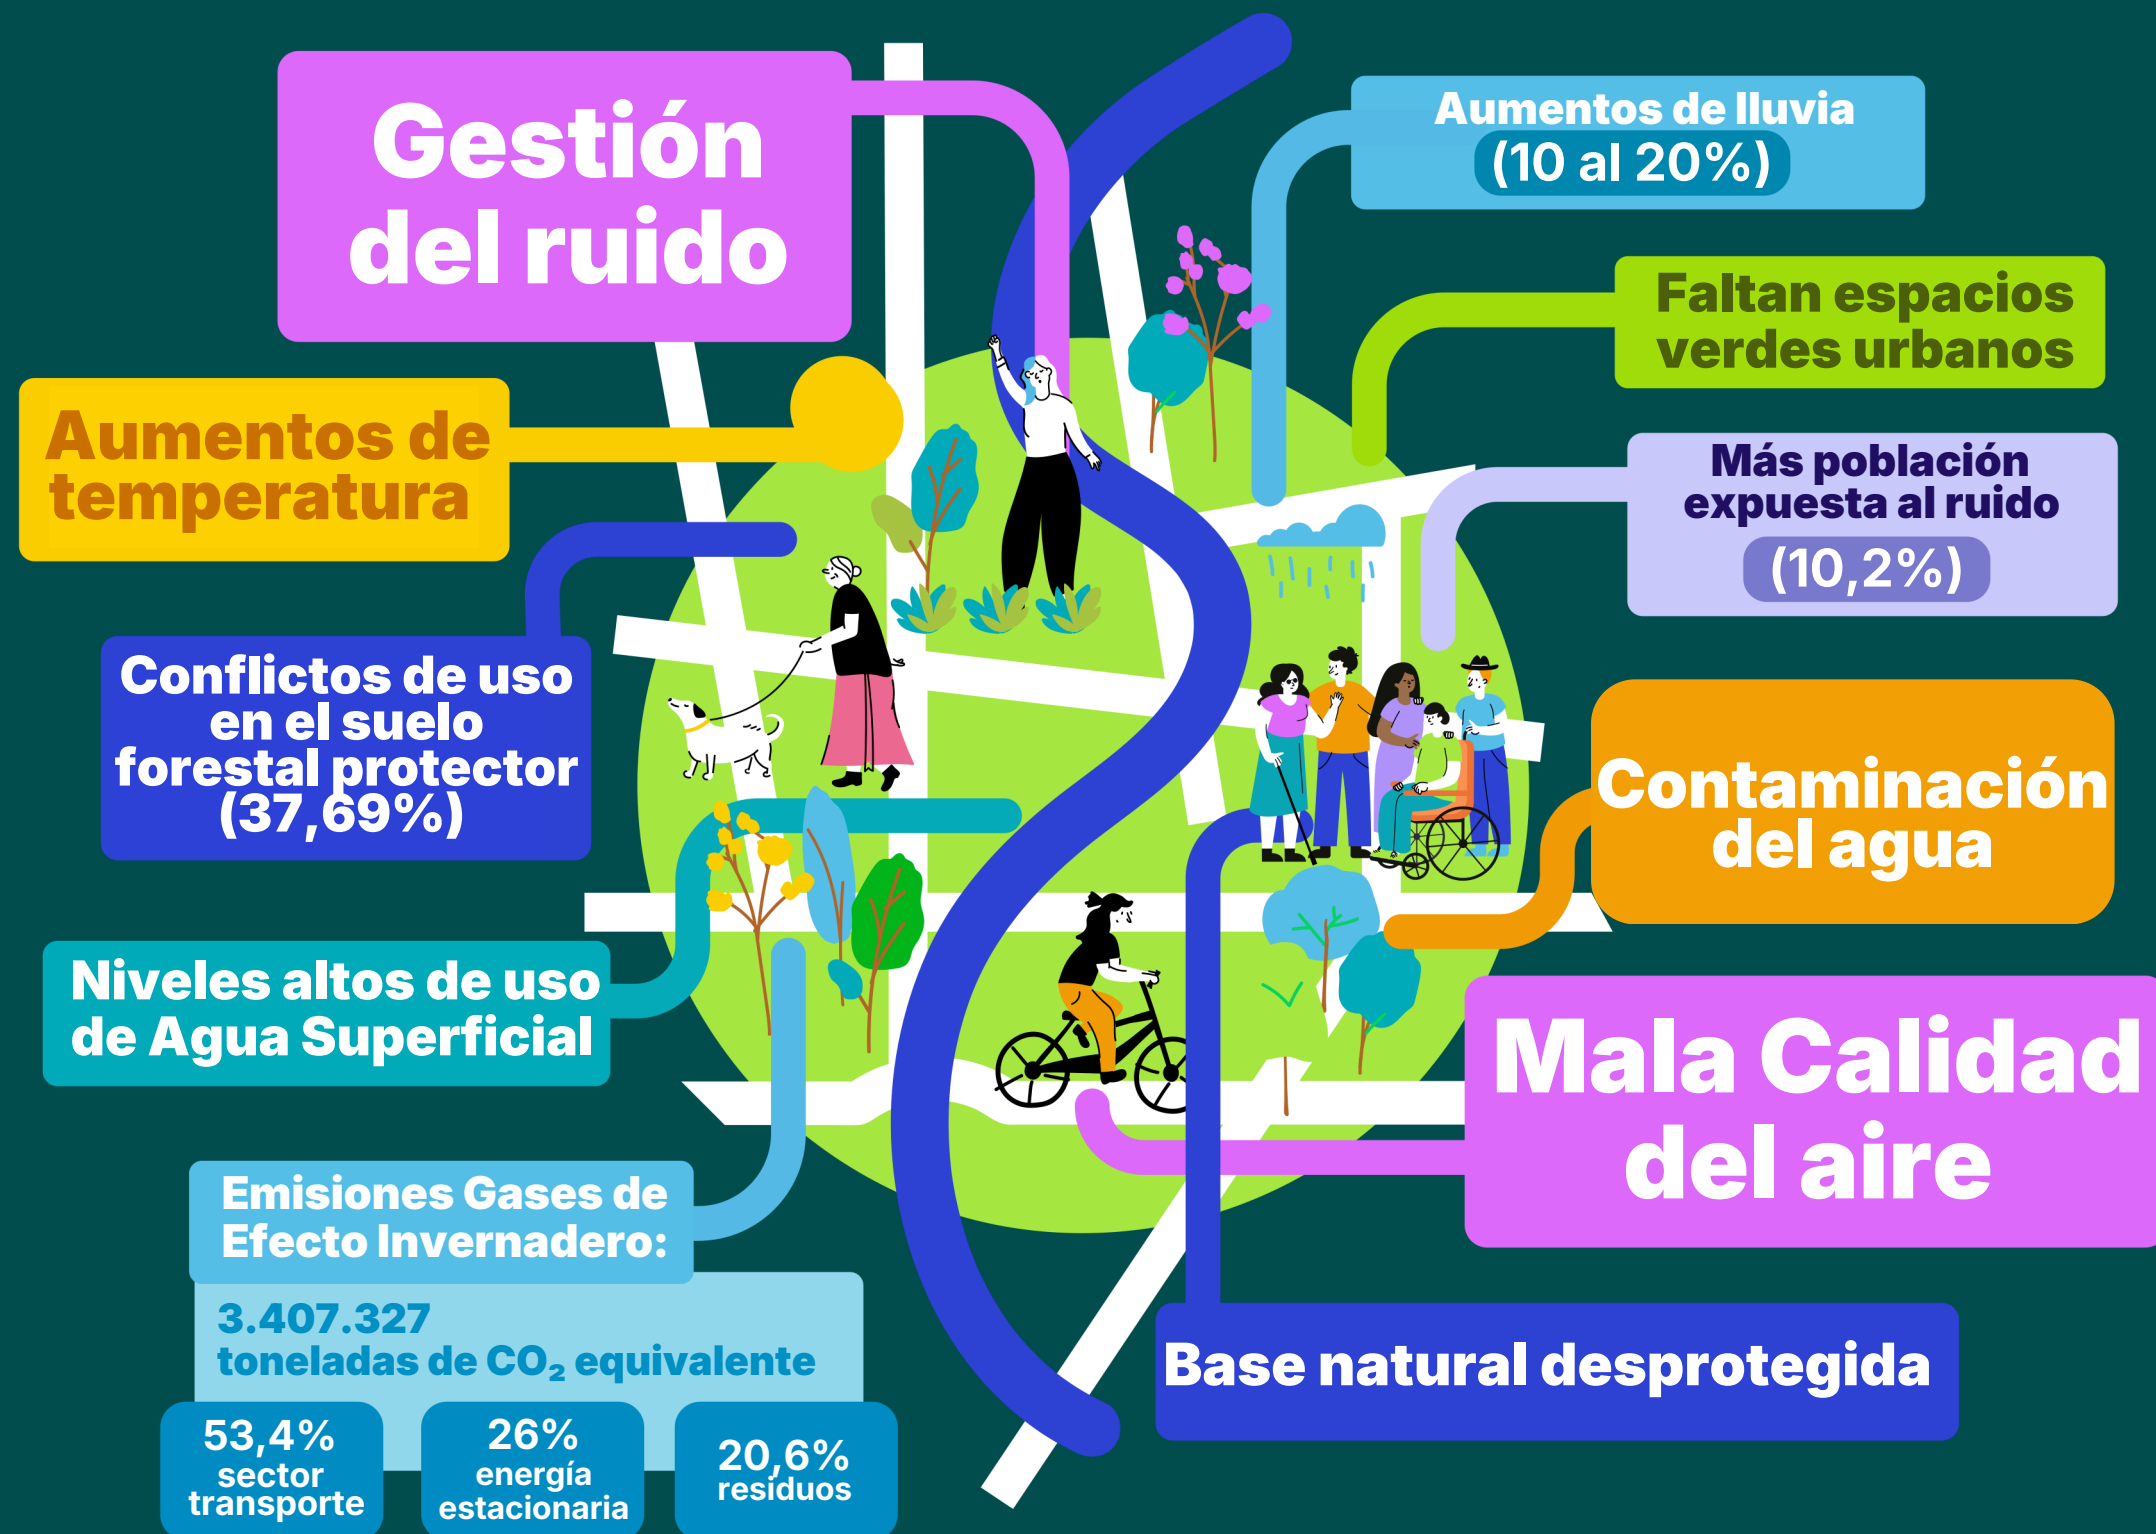 Gestión
del ruido
Aumentos de
temperatura
Conflictos de uso
en el suelo
forestal protector
(37,69%)
Niveles altos de uso
de Agua Superficial
Emisiones Gases de
Efecto Invernadero:
3.407.327
toneladas de CO₂ equivalente
53,4%
sector
transporte
26%
energía
estacionaria
20,6%
residuos
Aumentos de lluvia
(10 al 20%)
Faltan espacios
verdes urbanos
Más población
expuesta al ruido
(10,2%)
Contaminación
del agua
Mala Calidad
del aire
Base natural desprotegida